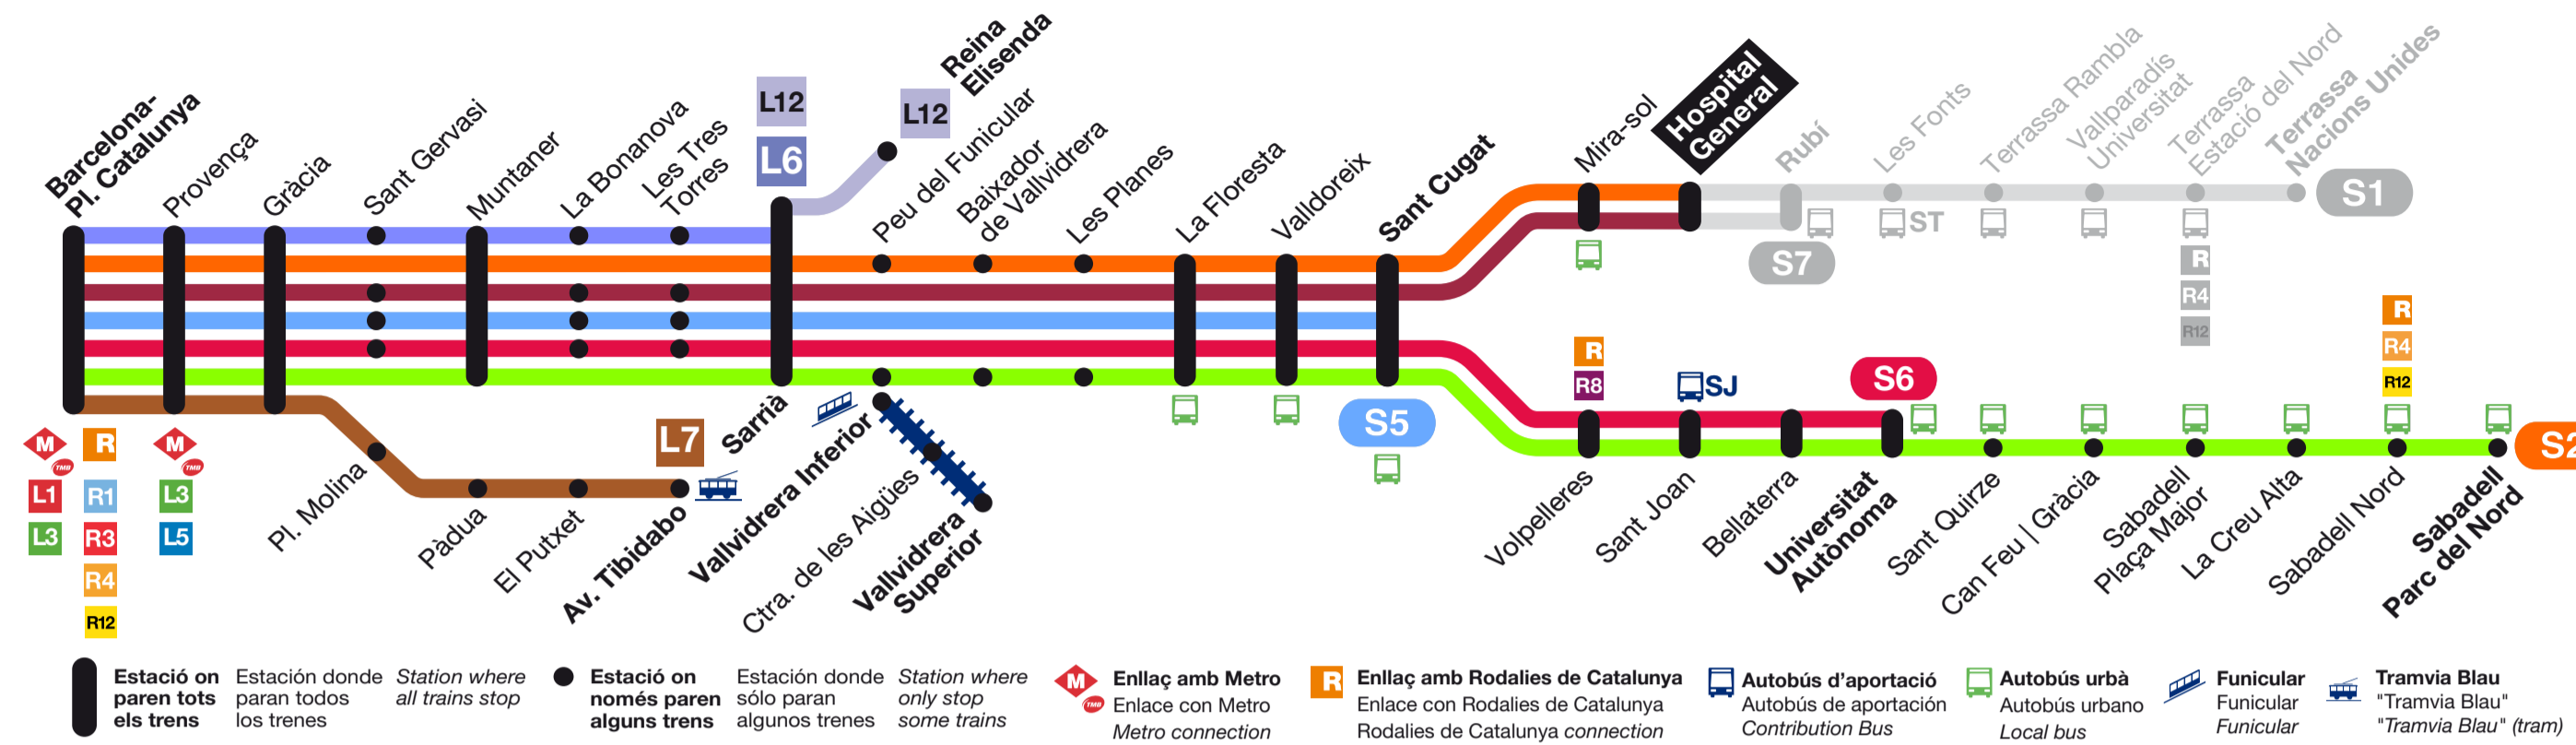 Barcelona-
Pl. Catalunya
Provença
Gràcia
Sant Gervasi
Muntaner
La Bonanova
Les Tres
Torres
L12
L6
L12
Reina
Elisenda
Peu del Funicular
Baixador
de Vallvidrera
Les Planes
La Floresta
Valldoreix
Sant Cugat
Mira-sol
Hospital
General
Rubí
Les Fonts
Terrassa Rambla
Vallparadís
Universitat
Terrassa
Estació del Nord
Terrassa
Nacions Unides
S1
ST
S7
R
R4
R12
R
R4
R12
R
R8
SJ
S6
S5
S2
M
TMB
L1
L3
R
R1
R3
R4
R12
M
TMB
L3
L5
Pl. Molina
Pàdua
El Putxet
Av. Tibidabo
L7
Sarrià
Vallvidrera Inferior
Ctra. de les Aigües
Vallvidrera
Superior
Volpelleres
Sant Joan
Bellaterra
Universitat
Autònoma
Sant Quirze
Can Feu | Gràcia
Sabadell
Plaça Major
La Creu Alta
Sabadell Nord
Sabadell
Parc del Nord
Estació on
paren tots
els trens
Estación donde
paran todos
los trenes
Station where
all trains stop
Estació on
només paren
alguns trens
Estación donde
sólo paran
algunos trenes
Station where
only stop
some trains
M
TMB
Enllaç amb Metro
Enlace con Metro
Metro connection
R
Enllaç amb Rodalies de Catalunya
Enlace con Rodalies de Catalunya
Rodalies de Catalunya connection
Autobús d'aportació
Autobús de aportación
Contribution Bus
Autobús urbà
Autobús urbano
Local bus
Funicular
Funicular
Funicular
Tramvia Blau
"Tramvia Blau"
"Tramvia Blau" (tram)